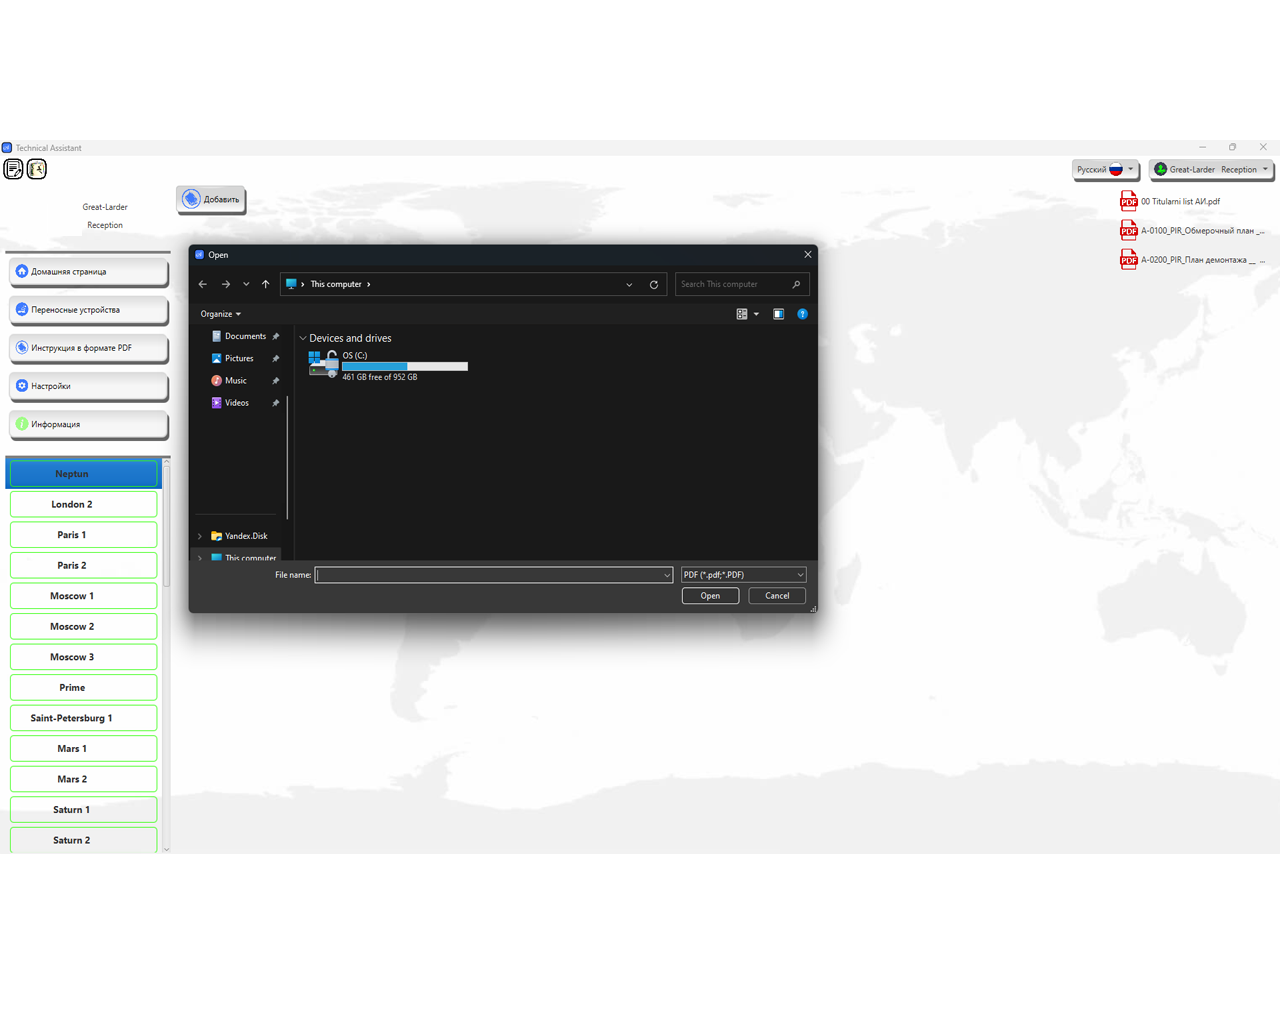 Technical Assistant
Русский
Great-Larder Reception
Great-Larder
Reception
Добавить
00 Titularni list АИ.pdf
A-0100_PIR_Обмерочный план _...
A-0200_PIR_План демонтажа __ ...
Домашняя страница
Переносные устройства
Инструкция в формате PDF
Настройки
Информация
Neptun
London 2
Paris 1
Paris 2
Moscow 1
Moscow 2
Moscow 3
Prime
Saint-Petersburg 1
Mars 1
Mars 2
Saturn 1
Saturn 2
Open
This computer
Search This computer
Organize
Documents
Pictures
Music
Videos
Yandex.Disk
This computer
Devices and drives
OS (C:)
461 GB free of 952 GB
File name:
PDF (*.pdf;*.PDF)
Open
Cancel